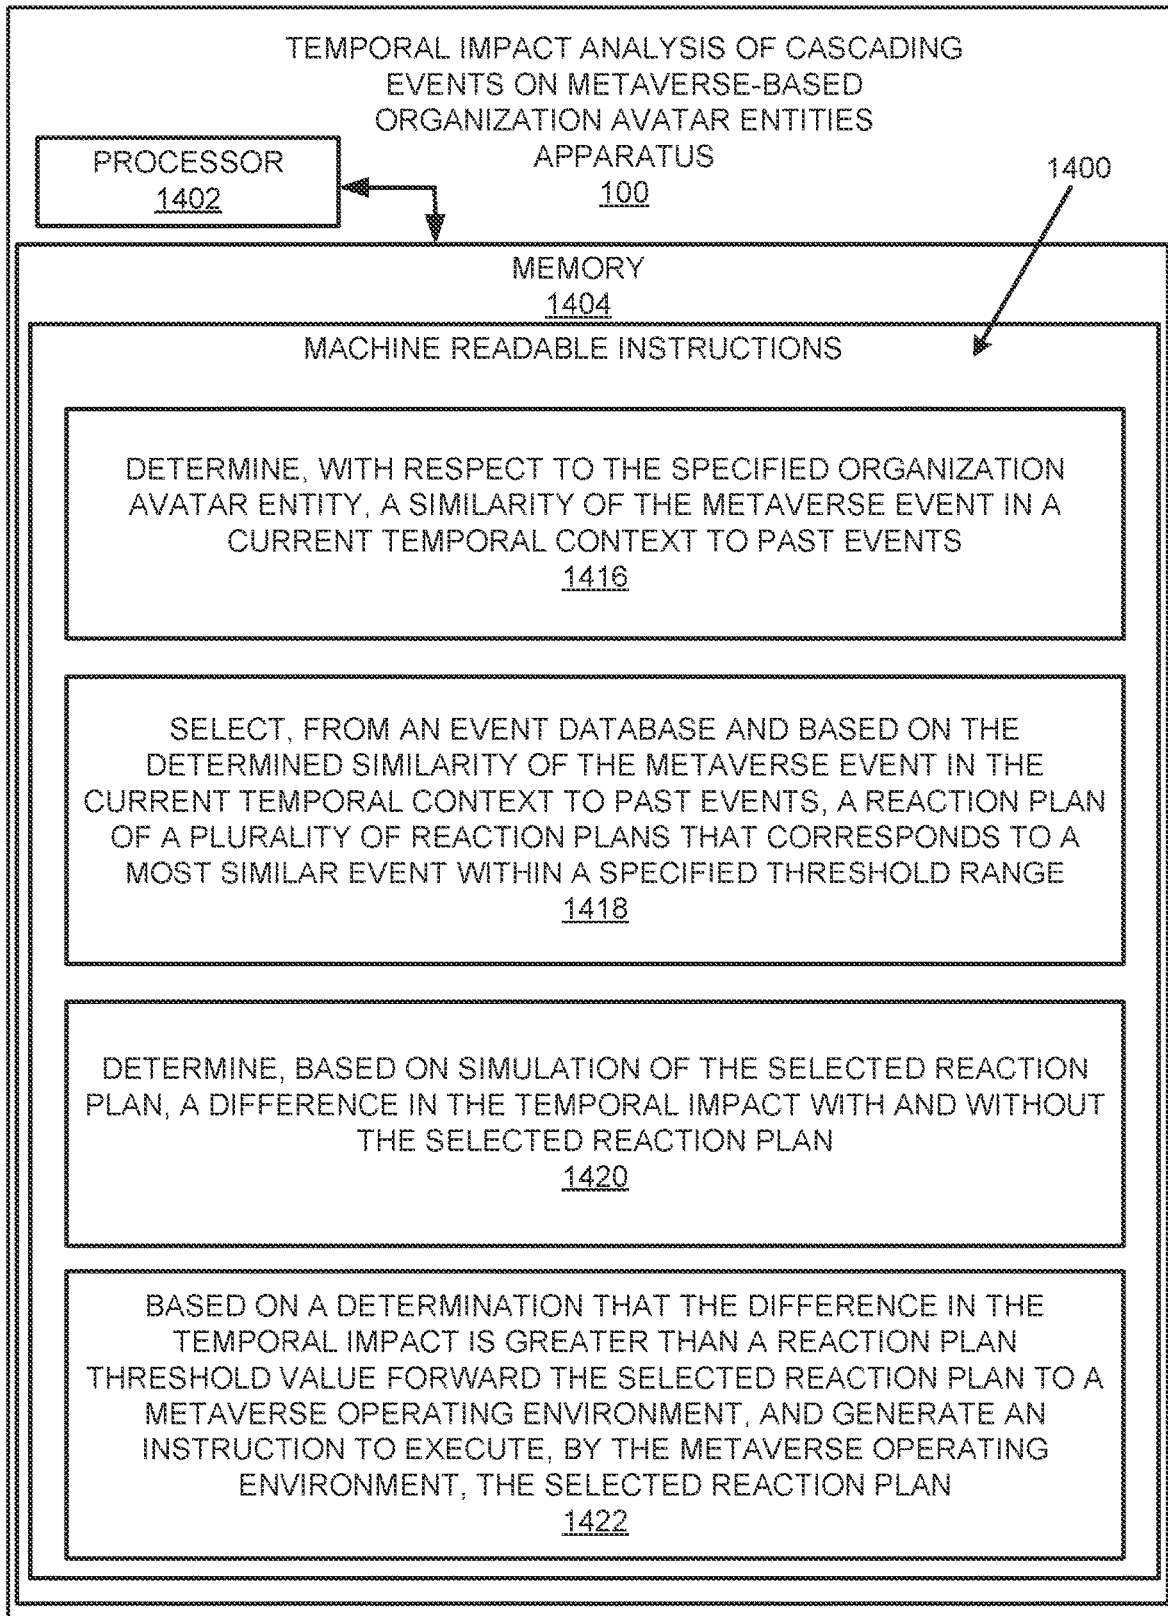 TEMPORAL IMPACT ANALYSIS OF CASCADING
EVENTS ON METAVERSE-BASED
ORGANIZATION AVATAR ENTITIES
APPARATUS
100
PROCESSOR
1402
1400
MEMORY
1404
MACHINE READABLE INSTRUCTIONS
DETERMINE, WITH RESPECT TO THE SPECIFIED ORGANIZATION
AVATAR ENTITY, A SIMILARITY OF THE METAVERSE EVENT IN A
CURRENT TEMPORAL CONTEXT TO PAST EVENTS
1416
SELECT, FROM AN EVENT DATABASE AND BASED ON THE
DETERMINED SIMILARITY OF THE METAVERSE EVENT IN THE
CURRENT TEMPORAL CONTEXT TO PAST EVENTS, A REACTION PLAN
OF A PLURALITY OF REACTION PLANS THAT CORRESPONDS TO A
MOST SIMILAR EVENT WITHIN A SPECIFIED THRESHOLD RANGE
1418
DETERMINE, BASED ON SIMULATION OF THE SELECTED REACTION
PLAN, A DIFFERENCE IN THE TEMPORAL IMPACT WITH AND WITHOUT
THE SELECTED REACTION PLAN
1420
BASED ON A DETERMINATION THAT THE DIFFERENCE IN THE
TEMPORAL IMPACT IS GREATER THAN A REACTION PLAN
THRESHOLD VALUE FORWARD THE SELECTED REACTION PLAN TO A
METAVERSE OPERATING ENVIRONMENT, AND GENERATE AN
INSTRUCTION TO EXECUTE, BY THE METAVERSE OPERATING
ENVIRONMENT, THE SELECTED REACTION PLAN
1422